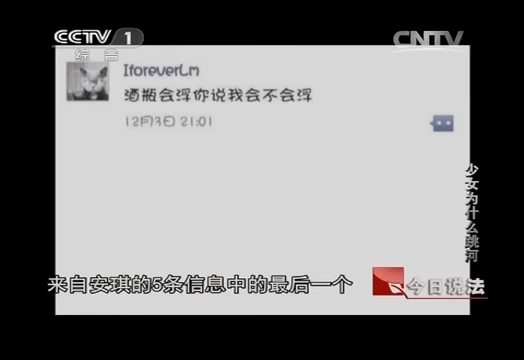 CCTV 1
综合
CNTV
IforeverLm
酒瓶会浮你说我会不会浮
12月3日 21:01
少女为什么跳河
来自安琪的5条信息中的最后一个
今日说法